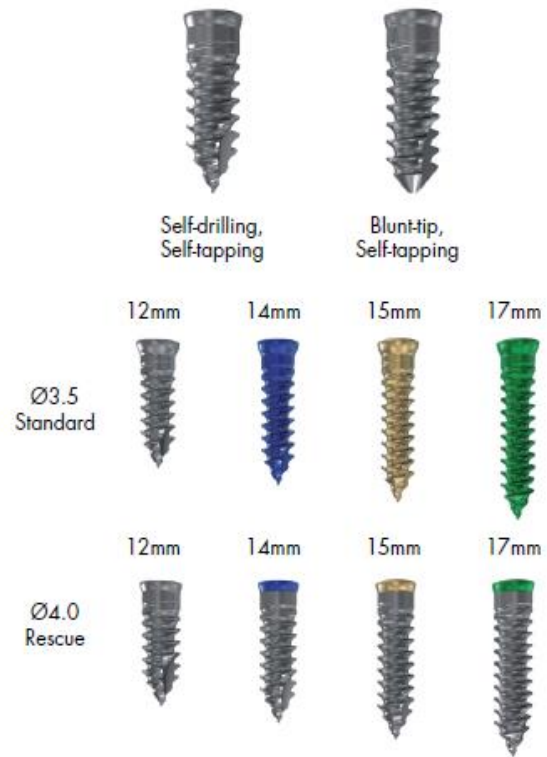 Self-drilling,
Self-tapping
Blunt-tip,
Self-tapping
12mm 14mm 15mm 17mm
Ø3.5
Standard
12mm 14mm 15mm 17mm
Ø4.0
Rescue